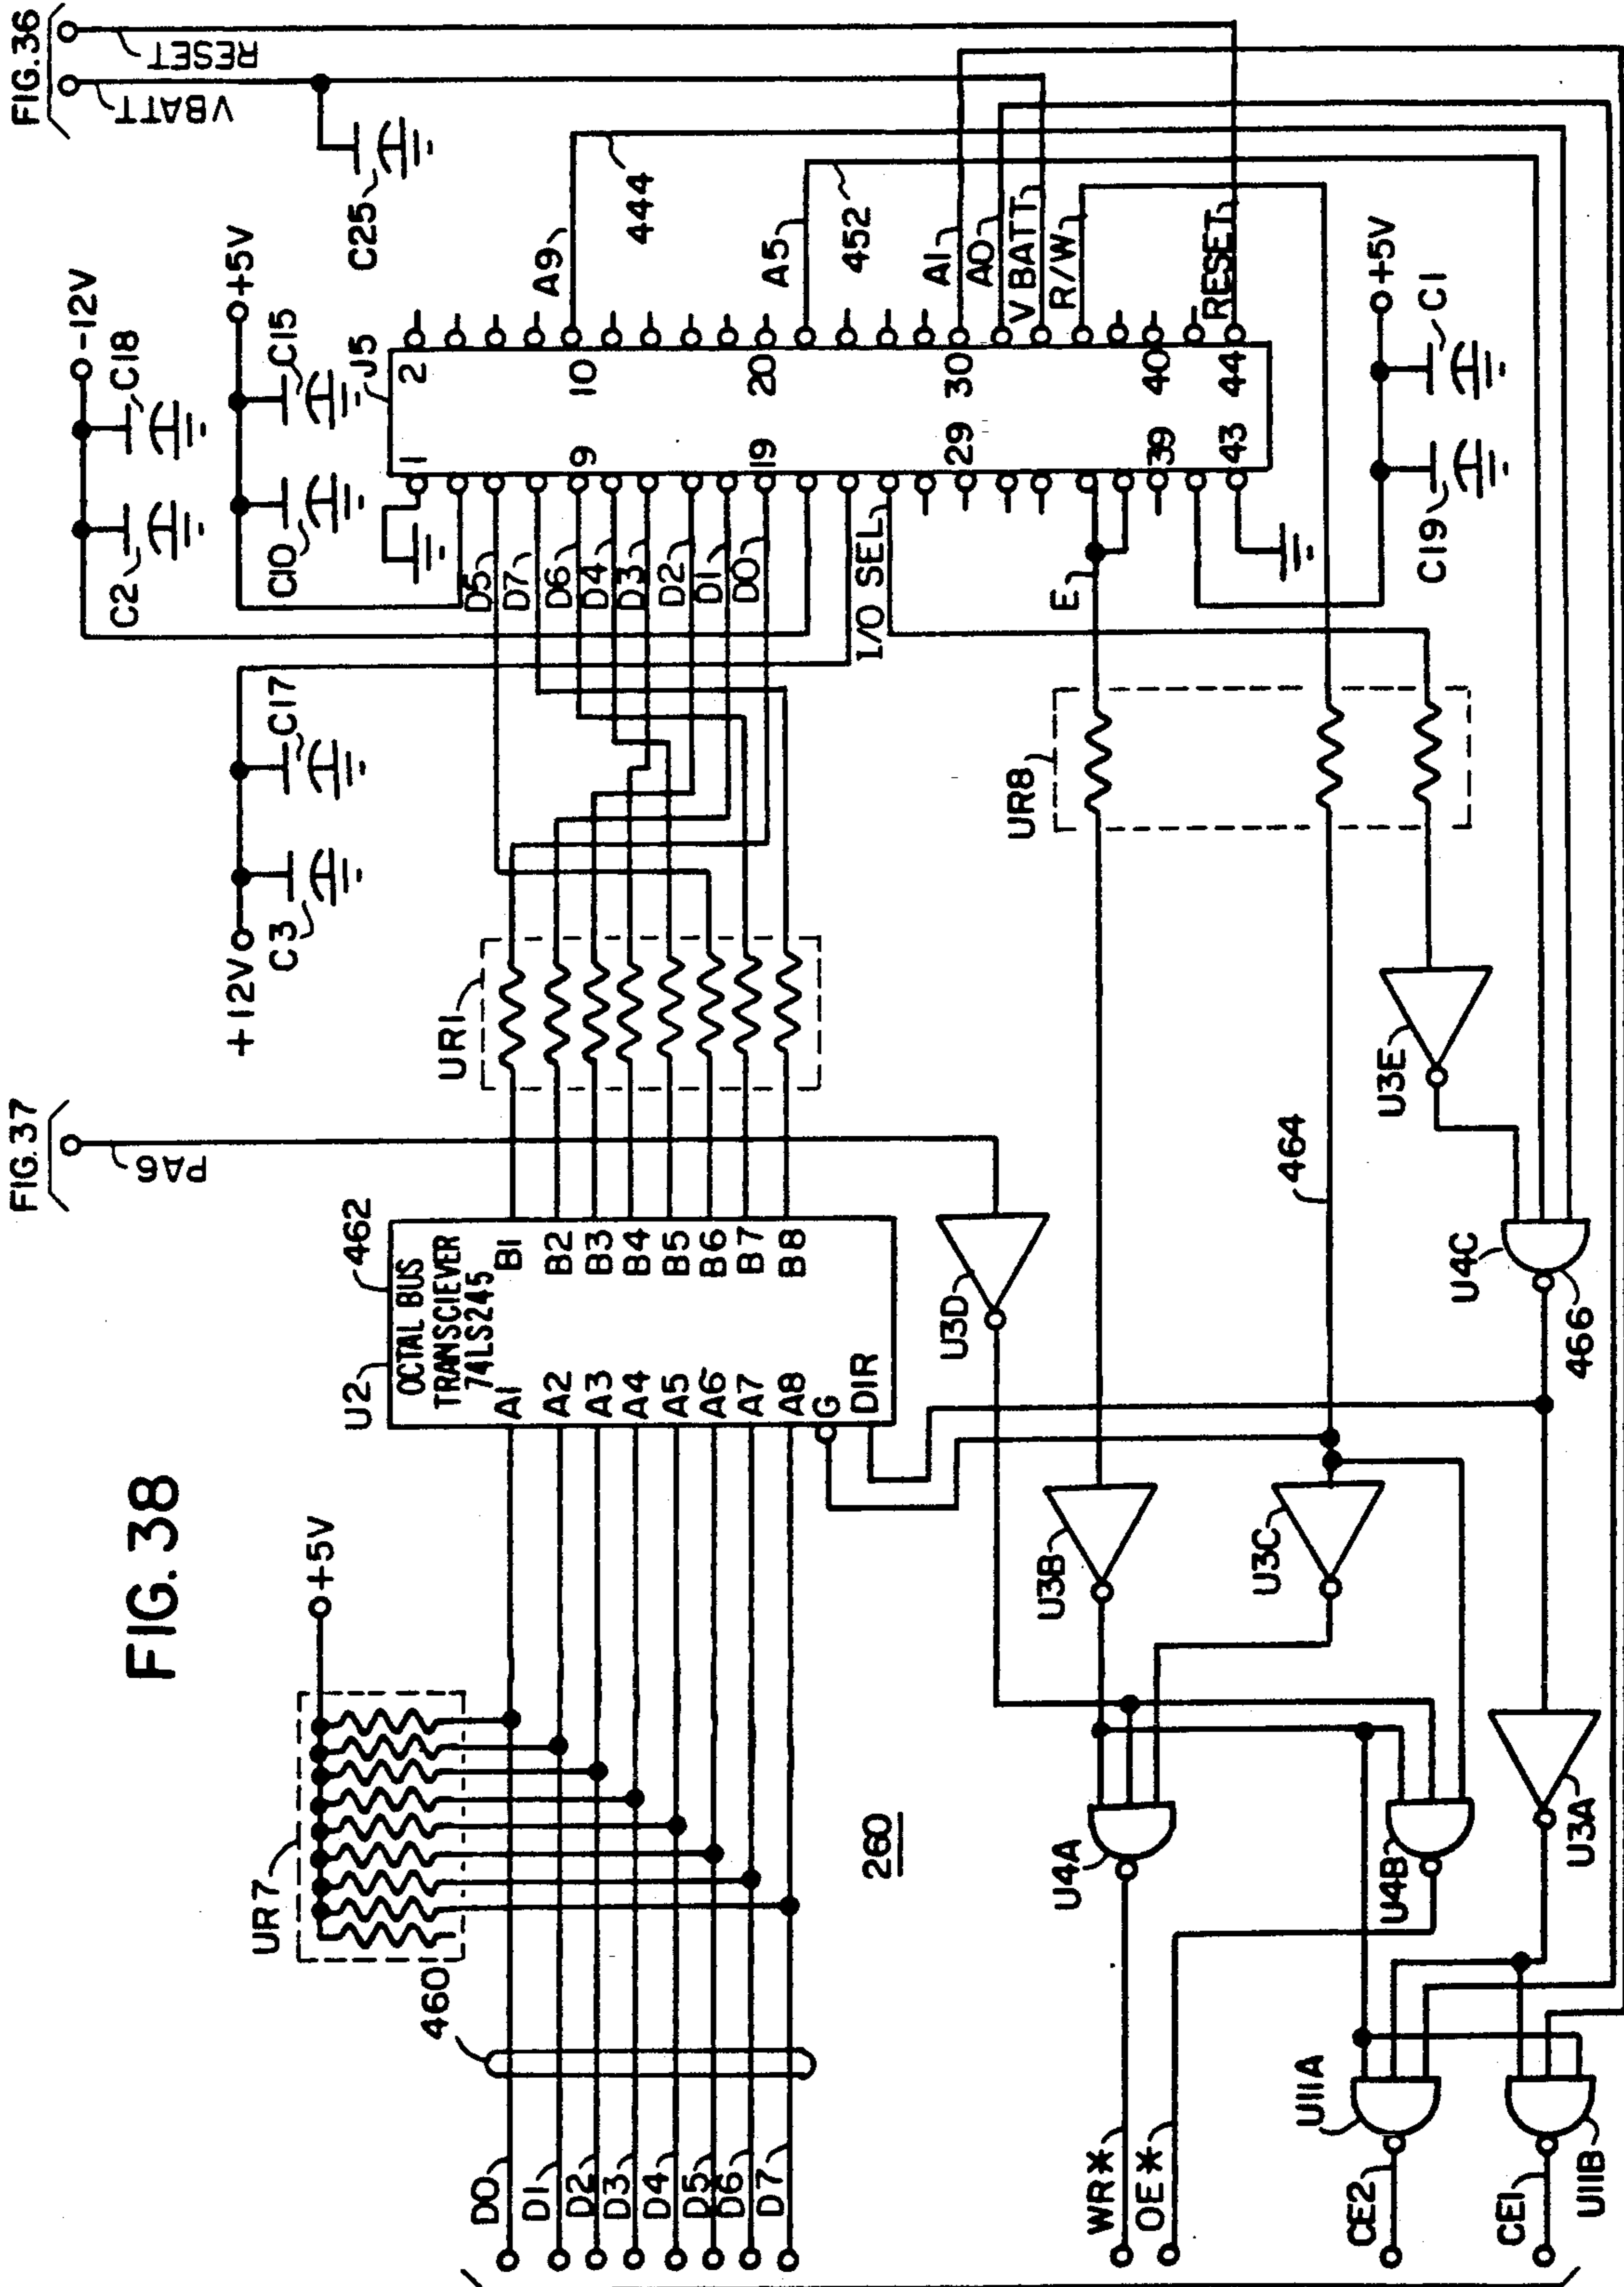 FIG. 36
RESET
VBATT
FIG. 37
PA6
FIG. 38
-12V
C18
C2
+5V
C15
C10
C25
+12V
C17
C3
J5
1 2
9 10
19 20
29 30
39 40
43 44
A9
444
A5
452
A1
A0
V BATT
R/W
RESET
D5
D7
D6
D4
D3
D2
D1
D0
I/O SEL
E
+5V
C1
C19
UR1
UR8
U2
462
OCTAL BUS
TRANSCIEVER
74LS245
A1 B1
A2 B2
A3 B3
A4 B4
A5 B5
A6 B6
A7 B7
A8 B8
G
DIR
+5V
UR7
460
D0
D1
D2
D3
D4
D5
D6
D7
U3D
U3B
U3C
464
U3E
U4C
466
260
U4A
U4B
U3A
WR*
OE*
U11A
CE2
CE1
U11B